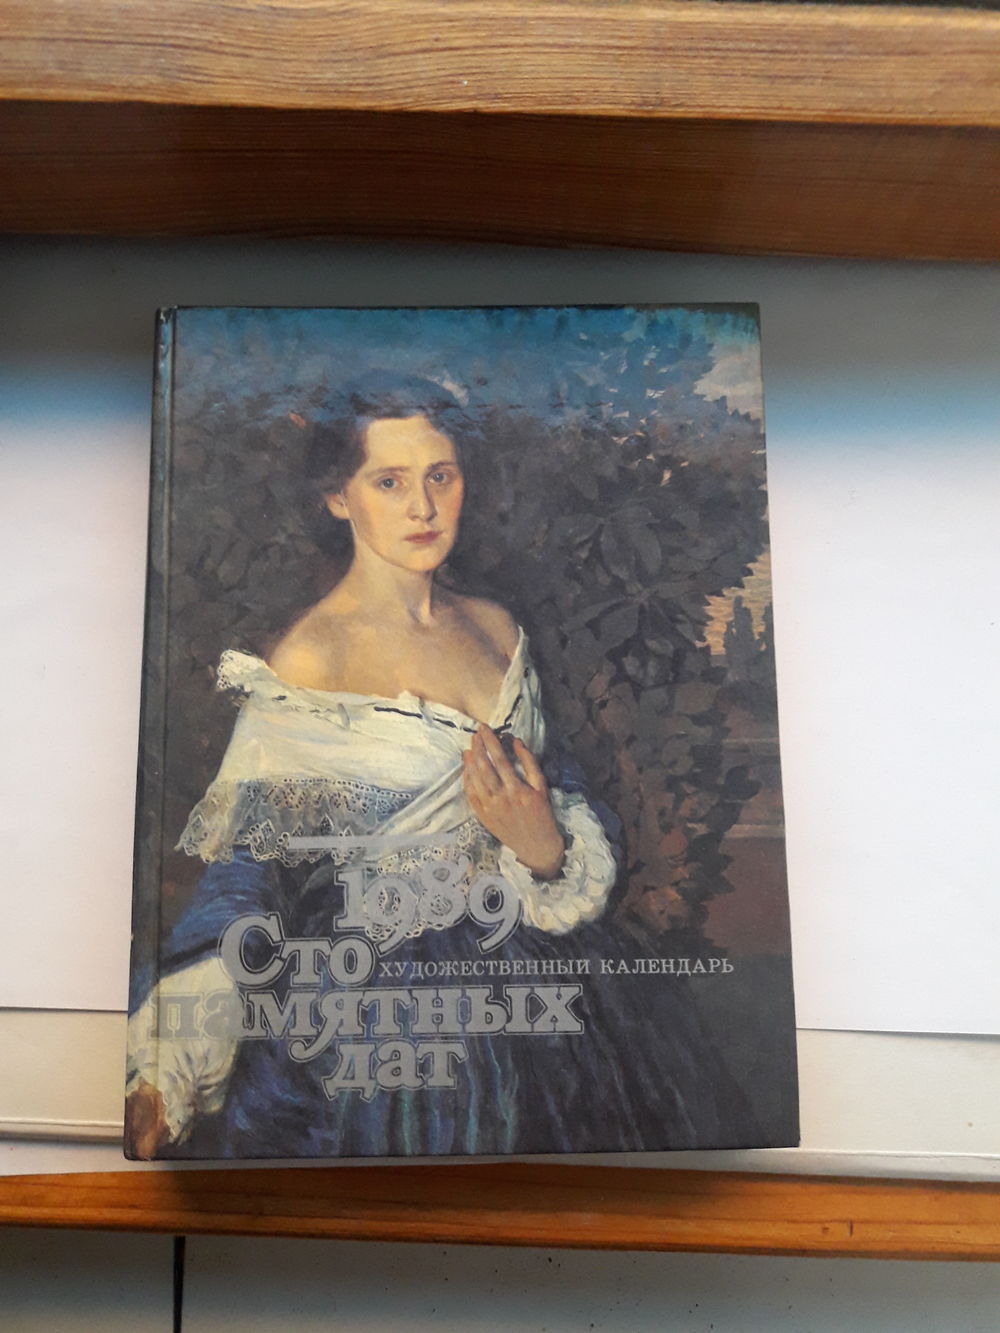 1989
Сто
художественный календарь
памятных
дат